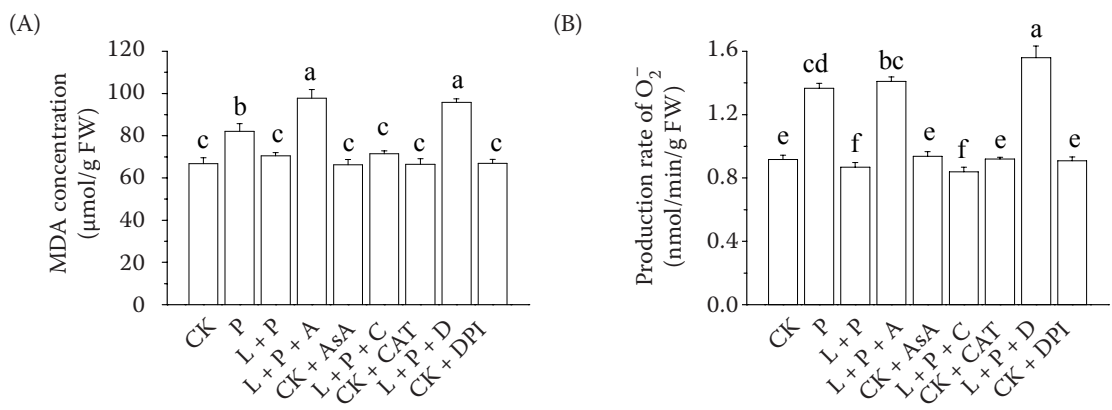 (A)
MDA concentration
(μmol/g FW)
120
100
80
60
40
20
0
c
b
c
a
c
c
c
a
c
CK
P
L + P
L + P + A
CK + AsA
L + P + C
CK + CAT
L + P + D
CK + DPI
(B)
Production rate of O₂⁻
(nmol/min/g FW)
1.6
1.2
0.8
0.4
0.0
e
cd
f
bc
e
f
e
a
e
CK
P
L + P
L + P + A
CK + AsA
L + P + C
CK + CAT
L + P + D
CK + DPI